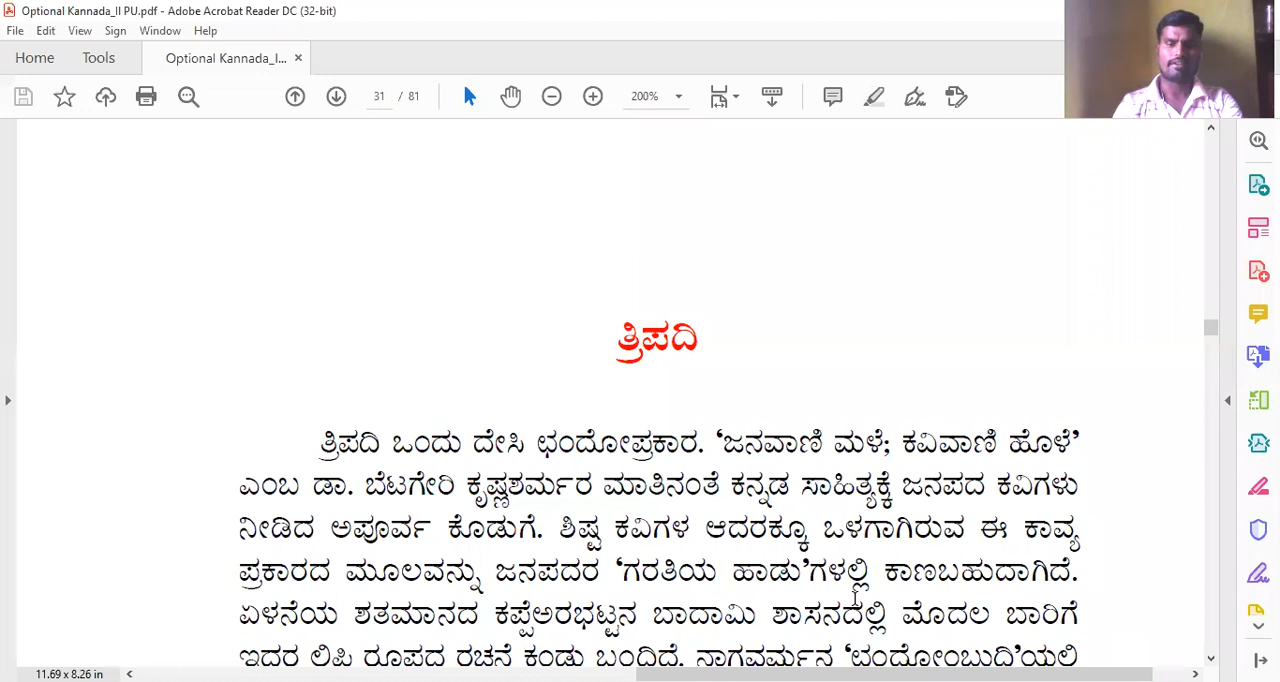 Optional Kannada_II PU.pdf - Adobe Acrobat Reader DC (32-bit)
File Edit View Sign Window Help
Home Tools Optional Kannada_I... ×
31 / 81 200%
ತ್ರಿಪದಿ
ತ್ರಿಪದಿ ಒಂದು ದೇಸಿ ಛಂದೋಪ್ರಕಾರ. ‘ಜನವಾಣಿ ಮಳೆ; ಕವಿವಾಣಿ ಹೊಳೆ’
ಎಂಬ ಡಾ. ಬೆಟಗೇರಿ ಕೃಷ್ಣಶರ್ಮರ ಮಾತಿನಂತೆ ಕನ್ನಡ ಸಾಹಿತ್ಯಕ್ಕೆ ಜನಪದ ಕವಿಗಳು
ನೀಡಿದ ಅಪೂರ್ವ ಕೊಡುಗೆ. ಶಿಷ್ಟ ಕವಿಗಳ ಆದರಕ್ಕೂ ಒಳಗಾಗಿರುವ ಈ ಕಾವ್ಯ
ಪ್ರಕಾರದ ಮೂಲವನ್ನು ಜನಪದರ ‘ಗರತಿಯ ಹಾಡು’ಗಳಲ್ಲಿ ಕಾಣಬಹುದಾಗಿದೆ.
ಏಳನೆಯ ಶತಮಾನದ ಕಪ್ಪೆಅರಭಟ್ಟನ ಬಾದಾಮಿ ಶಾಸನದಲ್ಲಿ ಮೊದಲ ಬಾರಿಗೆ
ಇದರ ಲಿಪಿ ರೂಪದ ರಚನೆ ಕಂಡು ಬಂದಿದೆ. ನಾಗವರ್ಮನ ‘ಛಂದೋಂಬುಧಿ’ಯಲ್ಲಿ
11.69 x 8.26 in